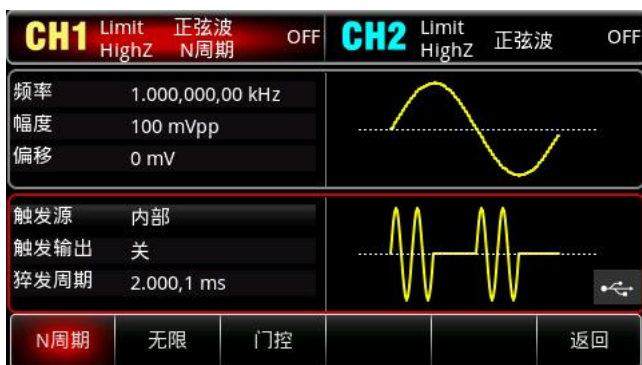 CH1 Limit 正弦波 OFF CH2 Limit 正弦波 OFF
HighZ N周期 HighZ
频率 1.000,000,00 kHz
幅度 100 mVpp
偏移 0 mV
触发源 内部
触发输出 关
猝发周期 2.000,1 ms
N周期 无限 门控 返回